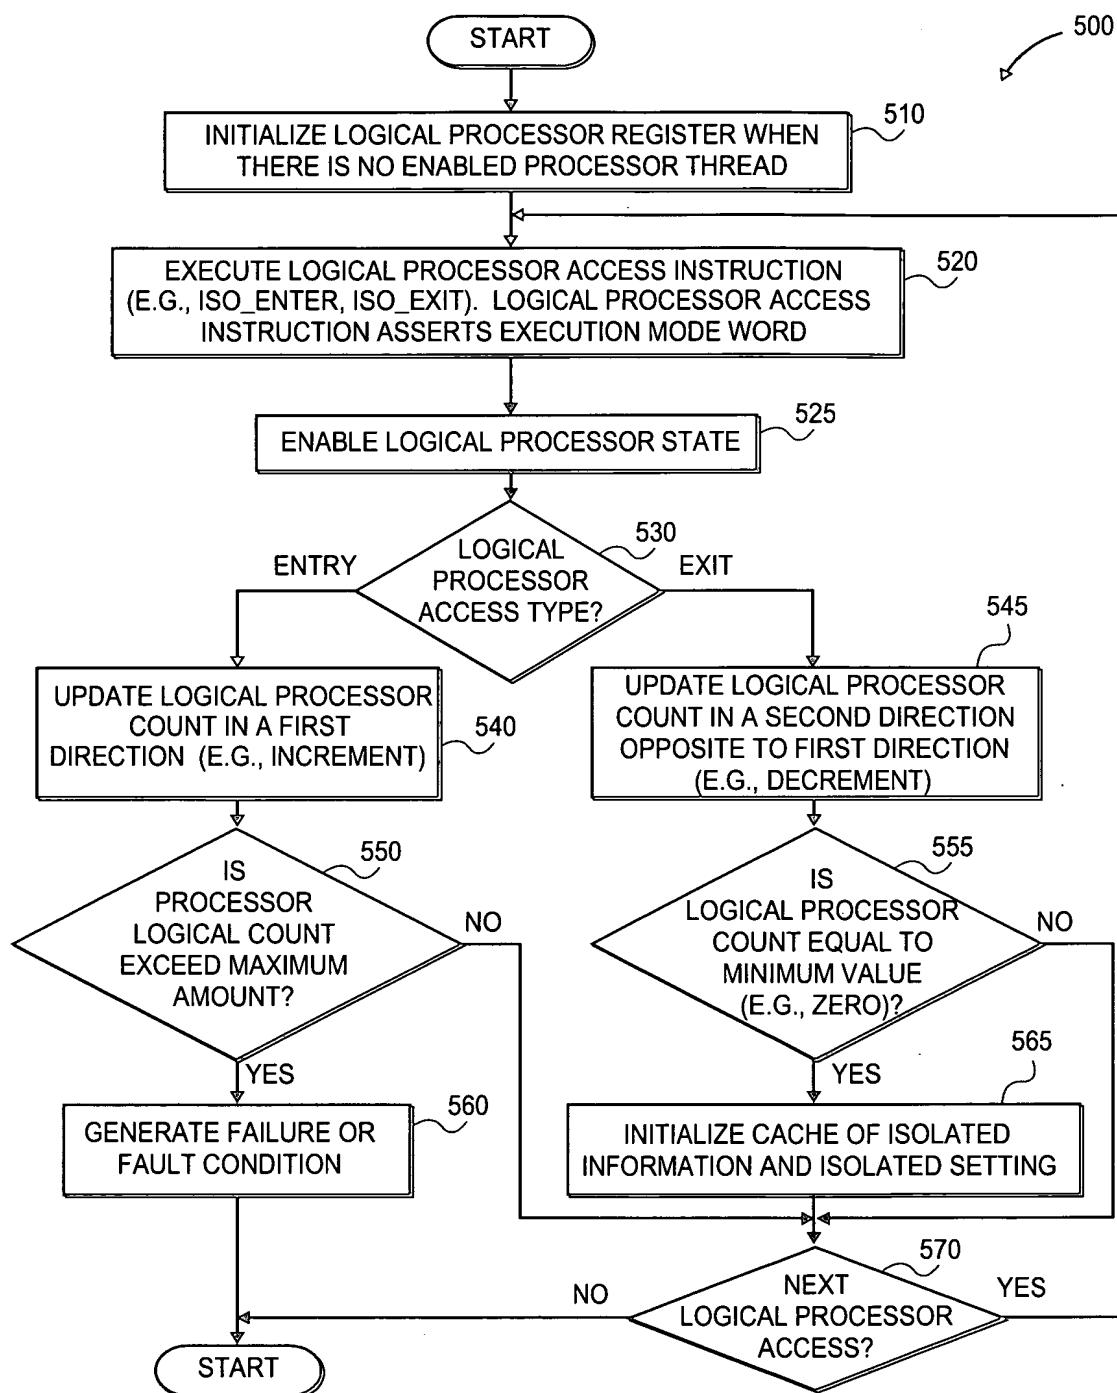 START
500
510
INITIALIZE LOGICAL PROCESSOR REGISTER WHEN
THERE IS NO ENABLED PROCESSOR THREAD
520
EXECUTE LOGICAL PROCESSOR ACCESS INSTRUCTION
(E.G., ISO_ENTER, ISO_EXIT). LOGICAL PROCESSOR ACCESS
INSTRUCTION ASSERTS EXECUTION MODE WORD
525
ENABLE LOGICAL PROCESSOR STATE
530
ENTRY
LOGICAL
PROCESSOR
ACCESS TYPE?
EXIT
UPDATE LOGICAL PROCESSOR
COUNT IN A FIRST
DIRECTION (E.G., INCREMENT)
540
545
UPDATE LOGICAL PROCESSOR
COUNT IN A SECOND DIRECTION
OPPOSITE TO FIRST DIRECTION
(E.G., DECREMENT)
550
IS
PROCESSOR
LOGICAL COUNT
EXCEED MAXIMUM
AMOUNT?
NO
YES
555
IS
LOGICAL PROCESSOR
COUNT EQUAL TO
MINIMUM VALUE
(E.G., ZERO)?
NO
YES
560
GENERATE FAILURE OR
FAULT CONDITION
565
INITIALIZE CACHE OF ISOLATED
INFORMATION AND ISOLATED SETTING
570
NO
NEXT
LOGICAL PROCESSOR
ACCESS?
YES
START